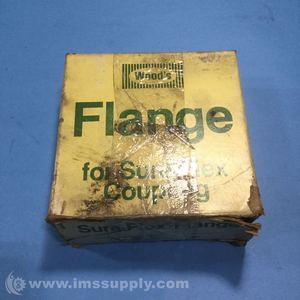 Wood's
Flange
for Sure-Flex
Coupling
Sure-Flex Flange
© www.imssupply.com